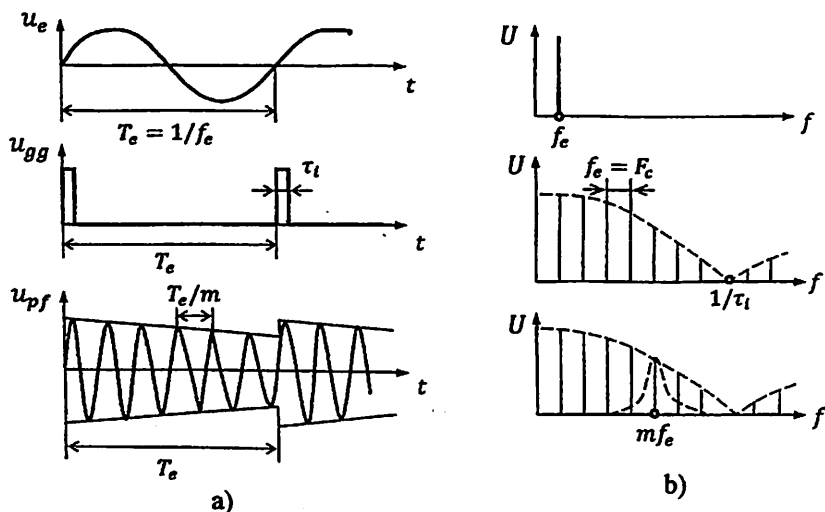 u_e
t
T_e = 1/f_e
u_gg
τ_i
T_e
t
u_pf
T_e/m
t
T_e
a)
U
f_e
f
U
f_e = F_c
1/τ_i
f
U
mf_e
f
b)